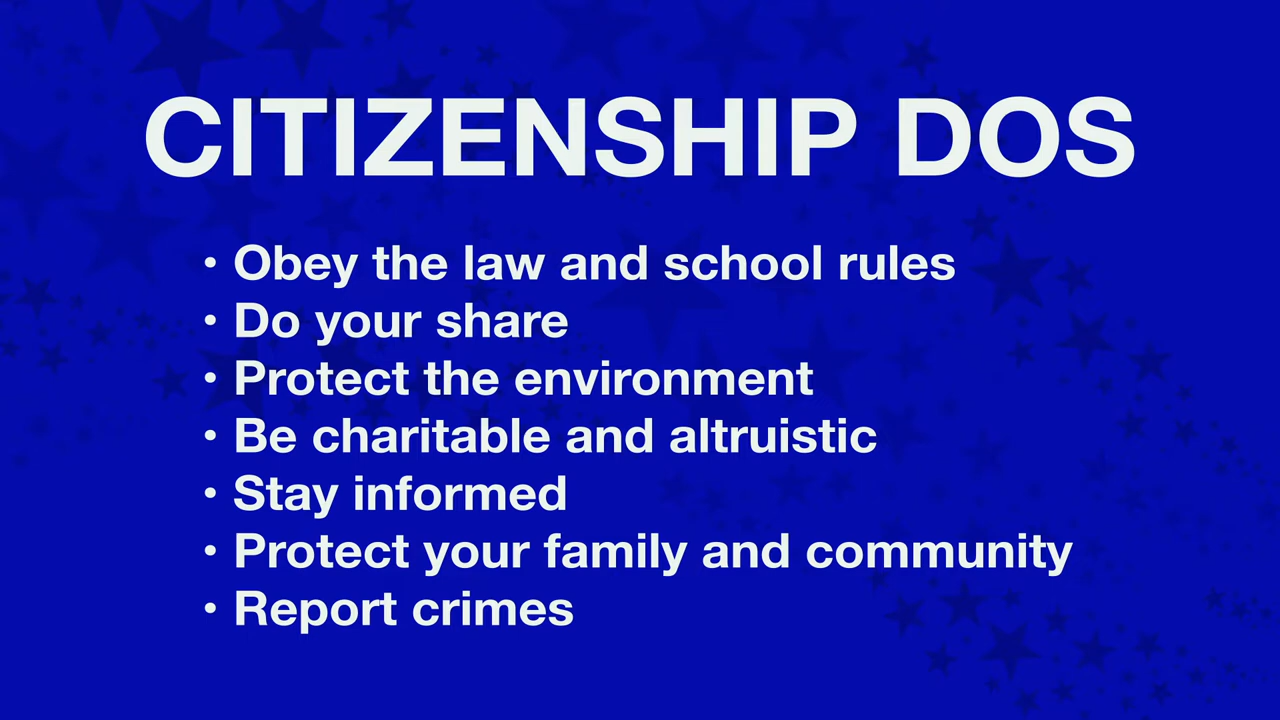 CITIZENSHIP DOS
• Obey the law and school rules
• Do your share
• Protect the environment
• Be charitable and altruistic
• Stay informed
• Protect your family and community
• Report crimes